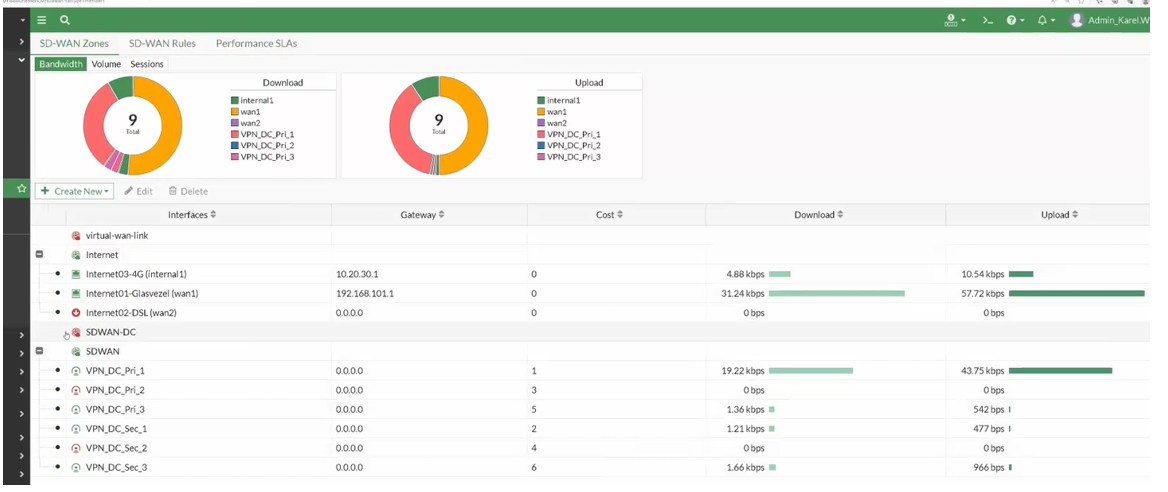 Admin_Karel.W
SD-WAN Zones SD-WAN Rules Performance SLAs
Bandwidth Volume Sessions
Download
internal1
wan1
wan2
VPN_DC_Pri_1
VPN_DC_Pri_2
VPN_DC_Pri_3
9
Total
Upload
internal1
wan1
wan2
VPN_DC_Pri_1
VPN_DC_Pri_2
VPN_DC_Pri_3
9
Total
+ Create New Edit Delete
Interfaces Gateway Cost Download Upload
virtual-wan-link
Internet
Internet03-4G (internal1) 10.20.30.1 0 4.88 kbps 10.54 kbps
Internet01-Glasvezel (wan1) 192.168.101.1 0 31.24 kbps 57.72 kbps
Internet02-DSL (wan2) 0.0.0.0 0 0 bps 0 bps
SDWAN-DC
SDWAN
VPN_DC_Pri_1 0.0.0.0 1 19.22 kbps 43.75 kbps
VPN_DC_Pri_2 0.0.0.0 3 0 bps 0 bps
VPN_DC_Pri_3 0.0.0.0 5 1.36 kbps 542 bps
VPN_DC_Sec_1 0.0.0.0 2 1.21 kbps 477 bps
VPN_DC_Sec_2 0.0.0.0 4 0 bps 0 bps
VPN_DC_Sec_3 0.0.0.0 6 1.66 kbps 966 bps